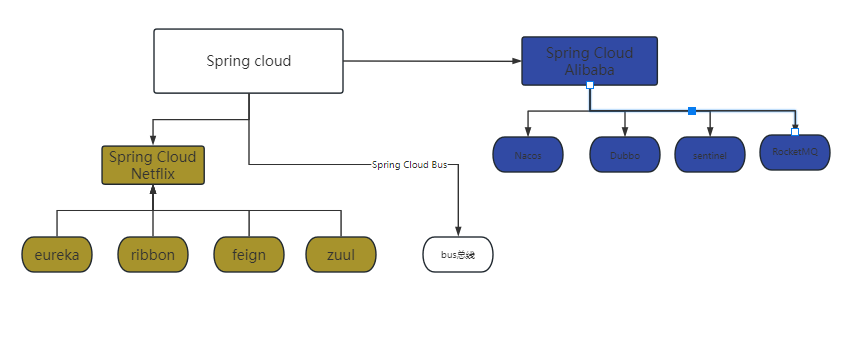 Spring cloud
Spring Cloud
Alibaba
Nacos
Dubbo
sentinel
RocketMQ
Spring Cloud
Netflix
Spring Cloud Bus
eureka
ribbon
feign
zuul
bus总线